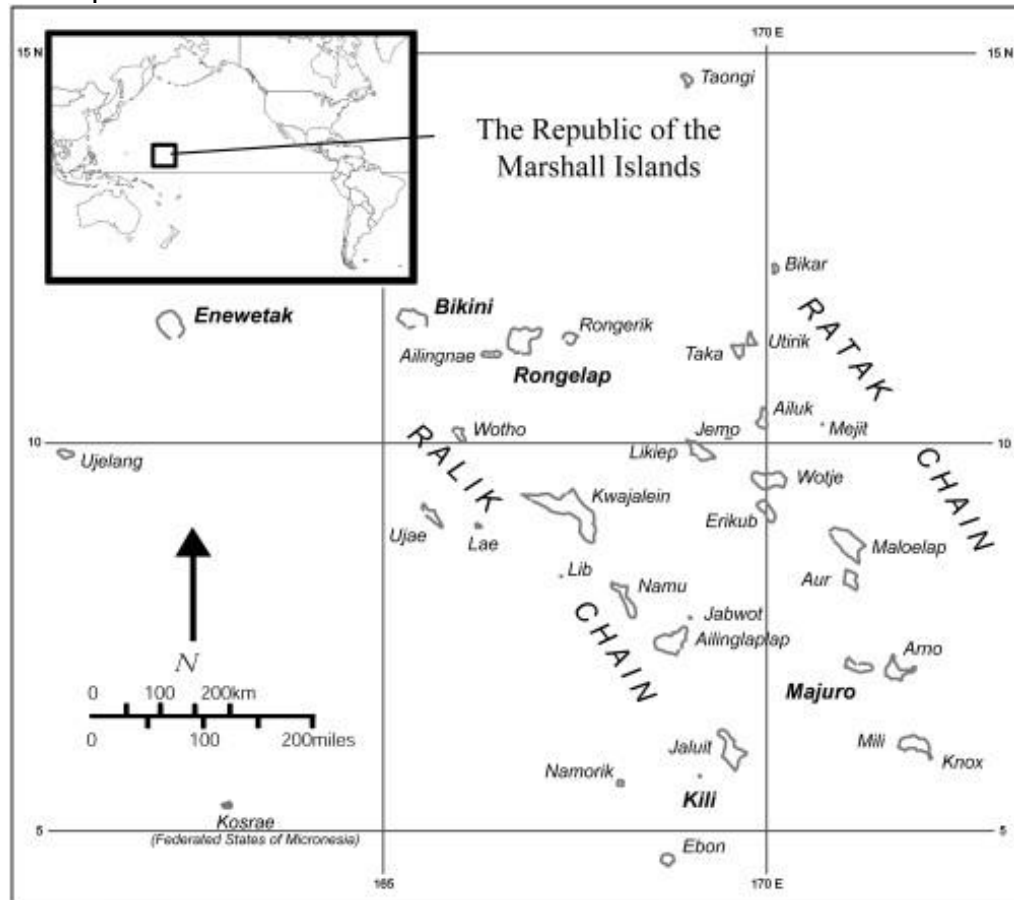 170 E
15 N
15 N
Taongi
The Republic of the
Marshall Islands
Bikar
RATAK
CHAIN
Enewetak
Bikini
Rongerik
Ailingnae
Rongelap
Taka
Utirik
Ailuk
Jemo
Mejit
10
10
Wotho
Likiep
Ujelang
RALIK
CHAIN
Wotje
Kwajalein
Erikub
Ujae
Lae
Maloelap
Lib
Namu
Aur
Jabwot
Ailinglaplap
Arno
Majuro
N
0 100 200km
0 100 200miles
Jaluit
Mili
Knox
Namorik
Kili
Kosrae
(Federated States of Micronesia)
5
5
Ebon
165
170 E